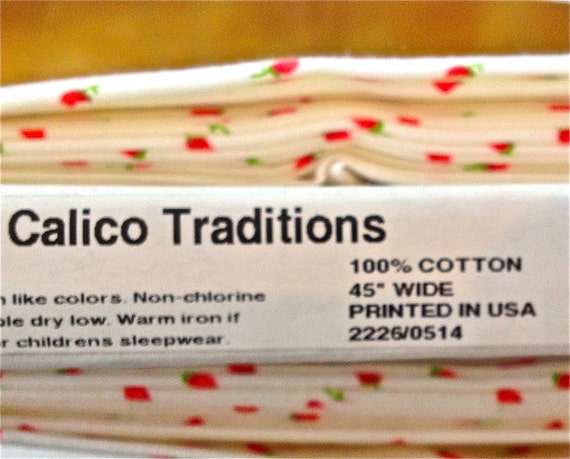 Calico Traditions
100% COTTON
45" WIDE
PRINTED IN USA
2226/0514
like colors. Non-chlorine
dry low. Warm iron if
childrens sleepwear.